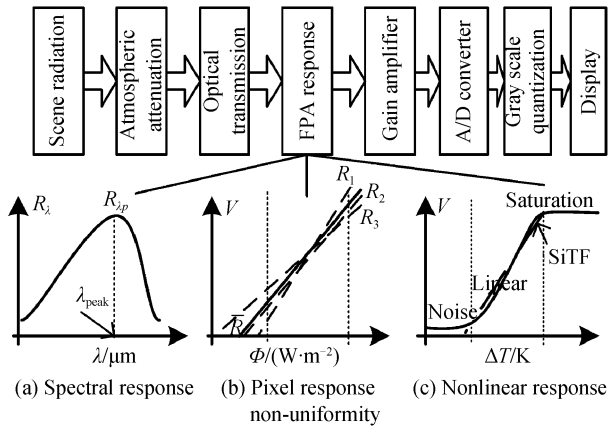 Scene radiation
Atmospheric
attenuation
Optical
transmission
FPA response
Gain amplifier
A/D converter
Gray scale
quantization
Display
Rλ
Rλp
λpeak
λ/μm
(a) Spectral response
V
R1
R2
R3
R̅
Φ/(W·m−2)
(b) Pixel response
non-uniformity
V
Saturation
SiTF
Linear
Noise
ΔT/K
(c) Nonlinear response